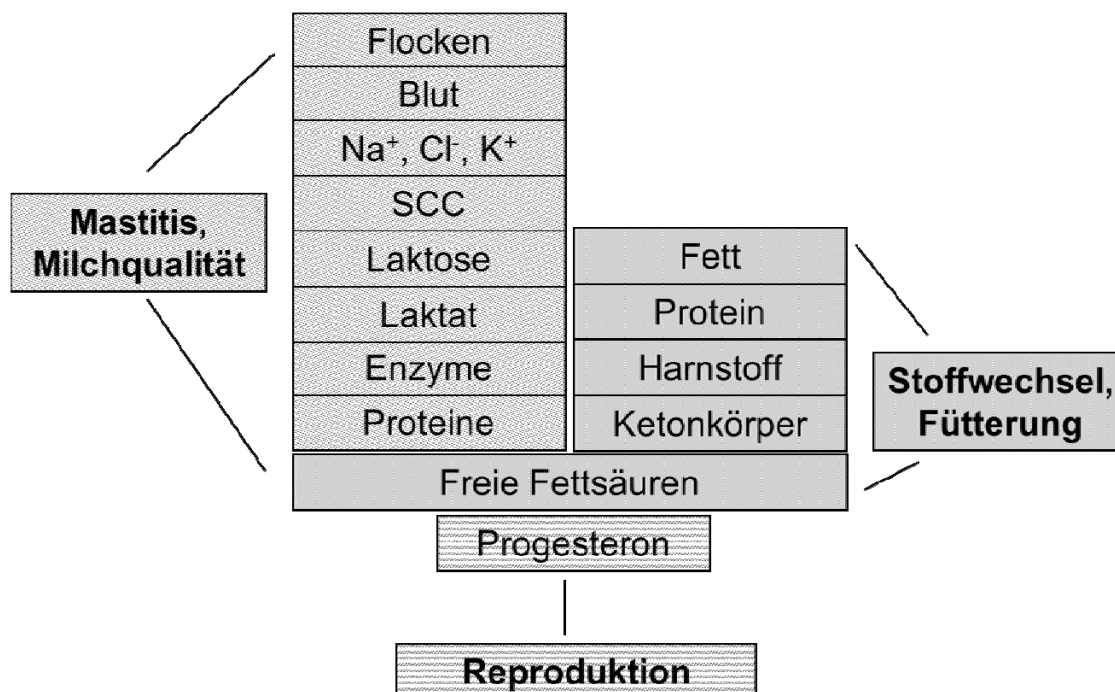 Flocken
Blut
Na⁺, Cl⁻, K⁺
SCC
Laktose
Laktat
Enzyme
Proteine
Mastitis,
Milchqualität
Fett
Protein
Harnstoff
Ketonkörper
Stoffwechsel,
Fütterung
Freie Fettsäuren
Progesteron
Reproduktion